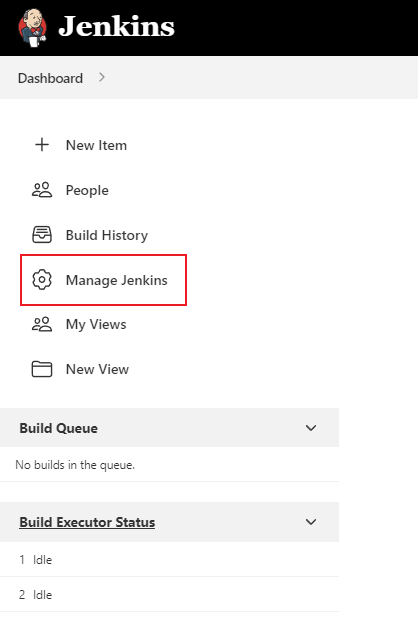 Jenkins
Dashboard
New Item
People
Build History
Manage Jenkins
My Views
New View
Build Queue
No builds in the queue.
Build Executor Status
1 Idle
2 Idle